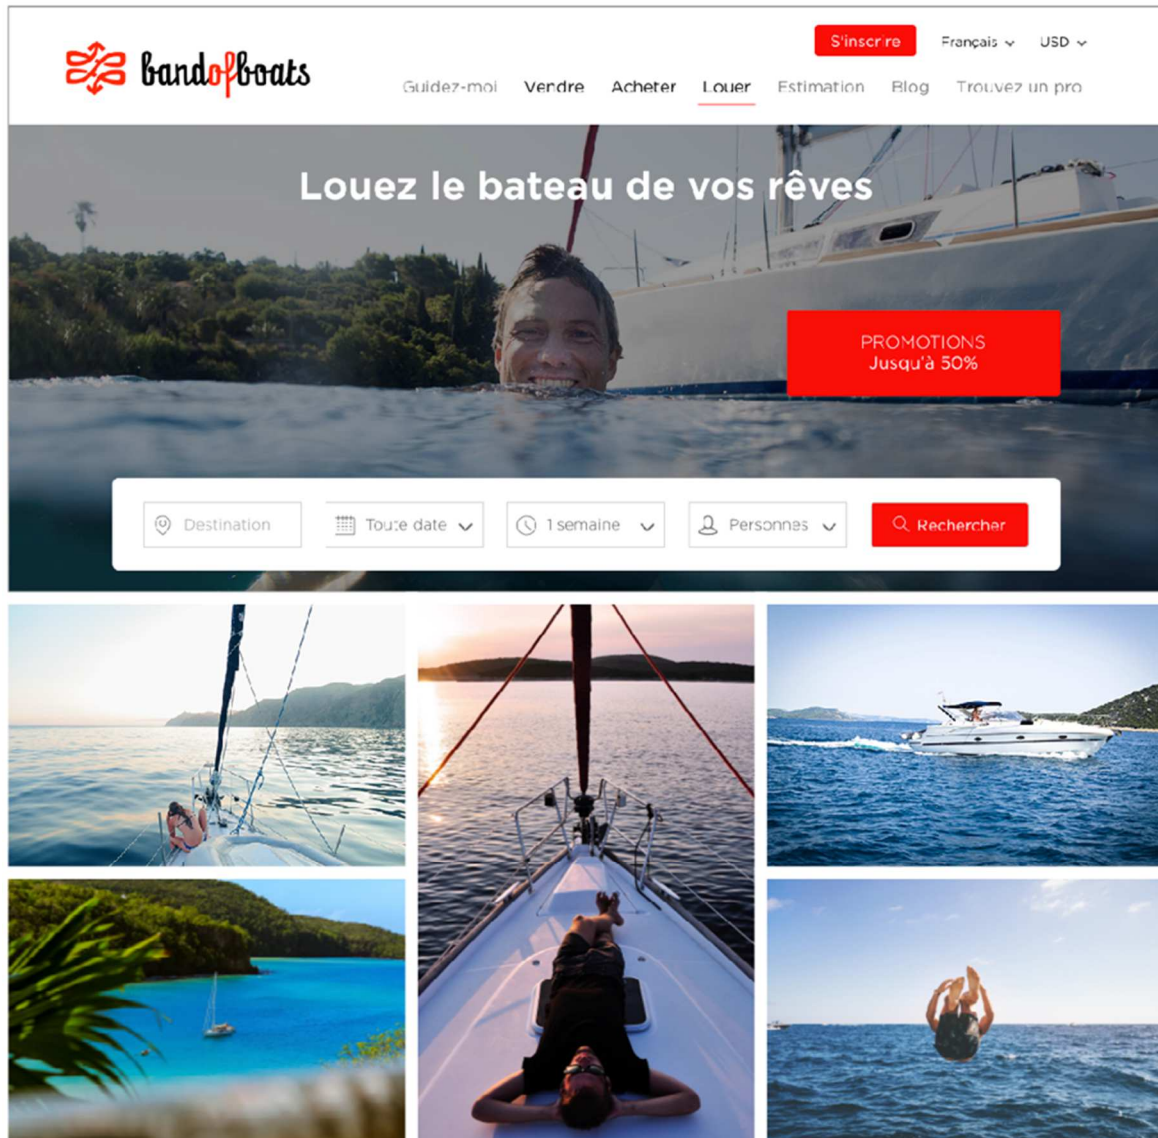 bandofboats
S'inscrire Français USD
Guidez-moi Vendre Acheter Louer Estimation Blog Trouvez un pro
Louez le bateau de vos rêves
PROMOTIONS
Jusqu'à 50%
Destination Toute date 1 semaine Personnes Rechercher